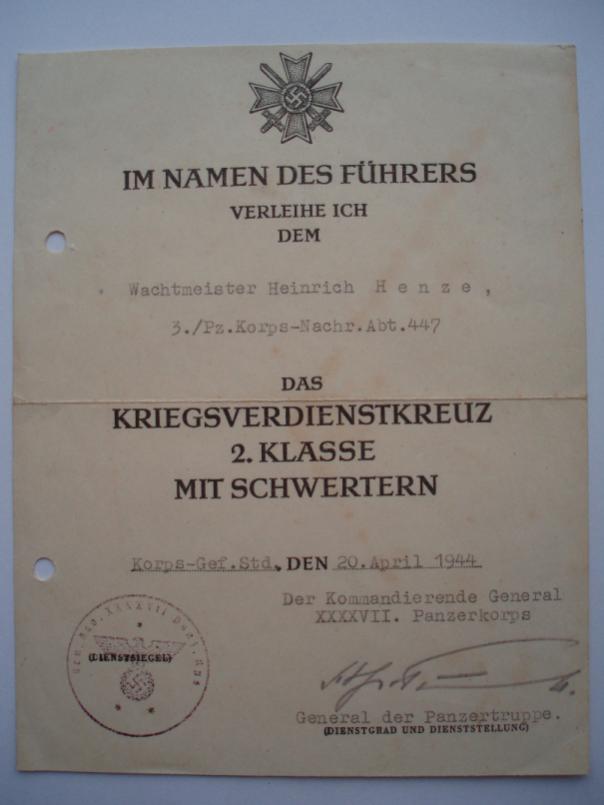 IM NAMEN DES FÜHRERS
VERLEIHE ICH
DEM
Wachtmeister Heinrich H e n z e ,
3./Pz.Korps-Nachr.Abt.447
DAS
KRIEGSVERDIENSTKREUZ
2. KLASSE
MIT SCHWERTERN
Korps-Gef.Std., DEN 20.April 1944
Der Kommandierende General
XXXXVII. Panzerkorps
XXXXVII
(DIENSTSIEGEL)
General der Panzertruppe.
(DIENSTGRAD UND DIENSTSTELLUNG)